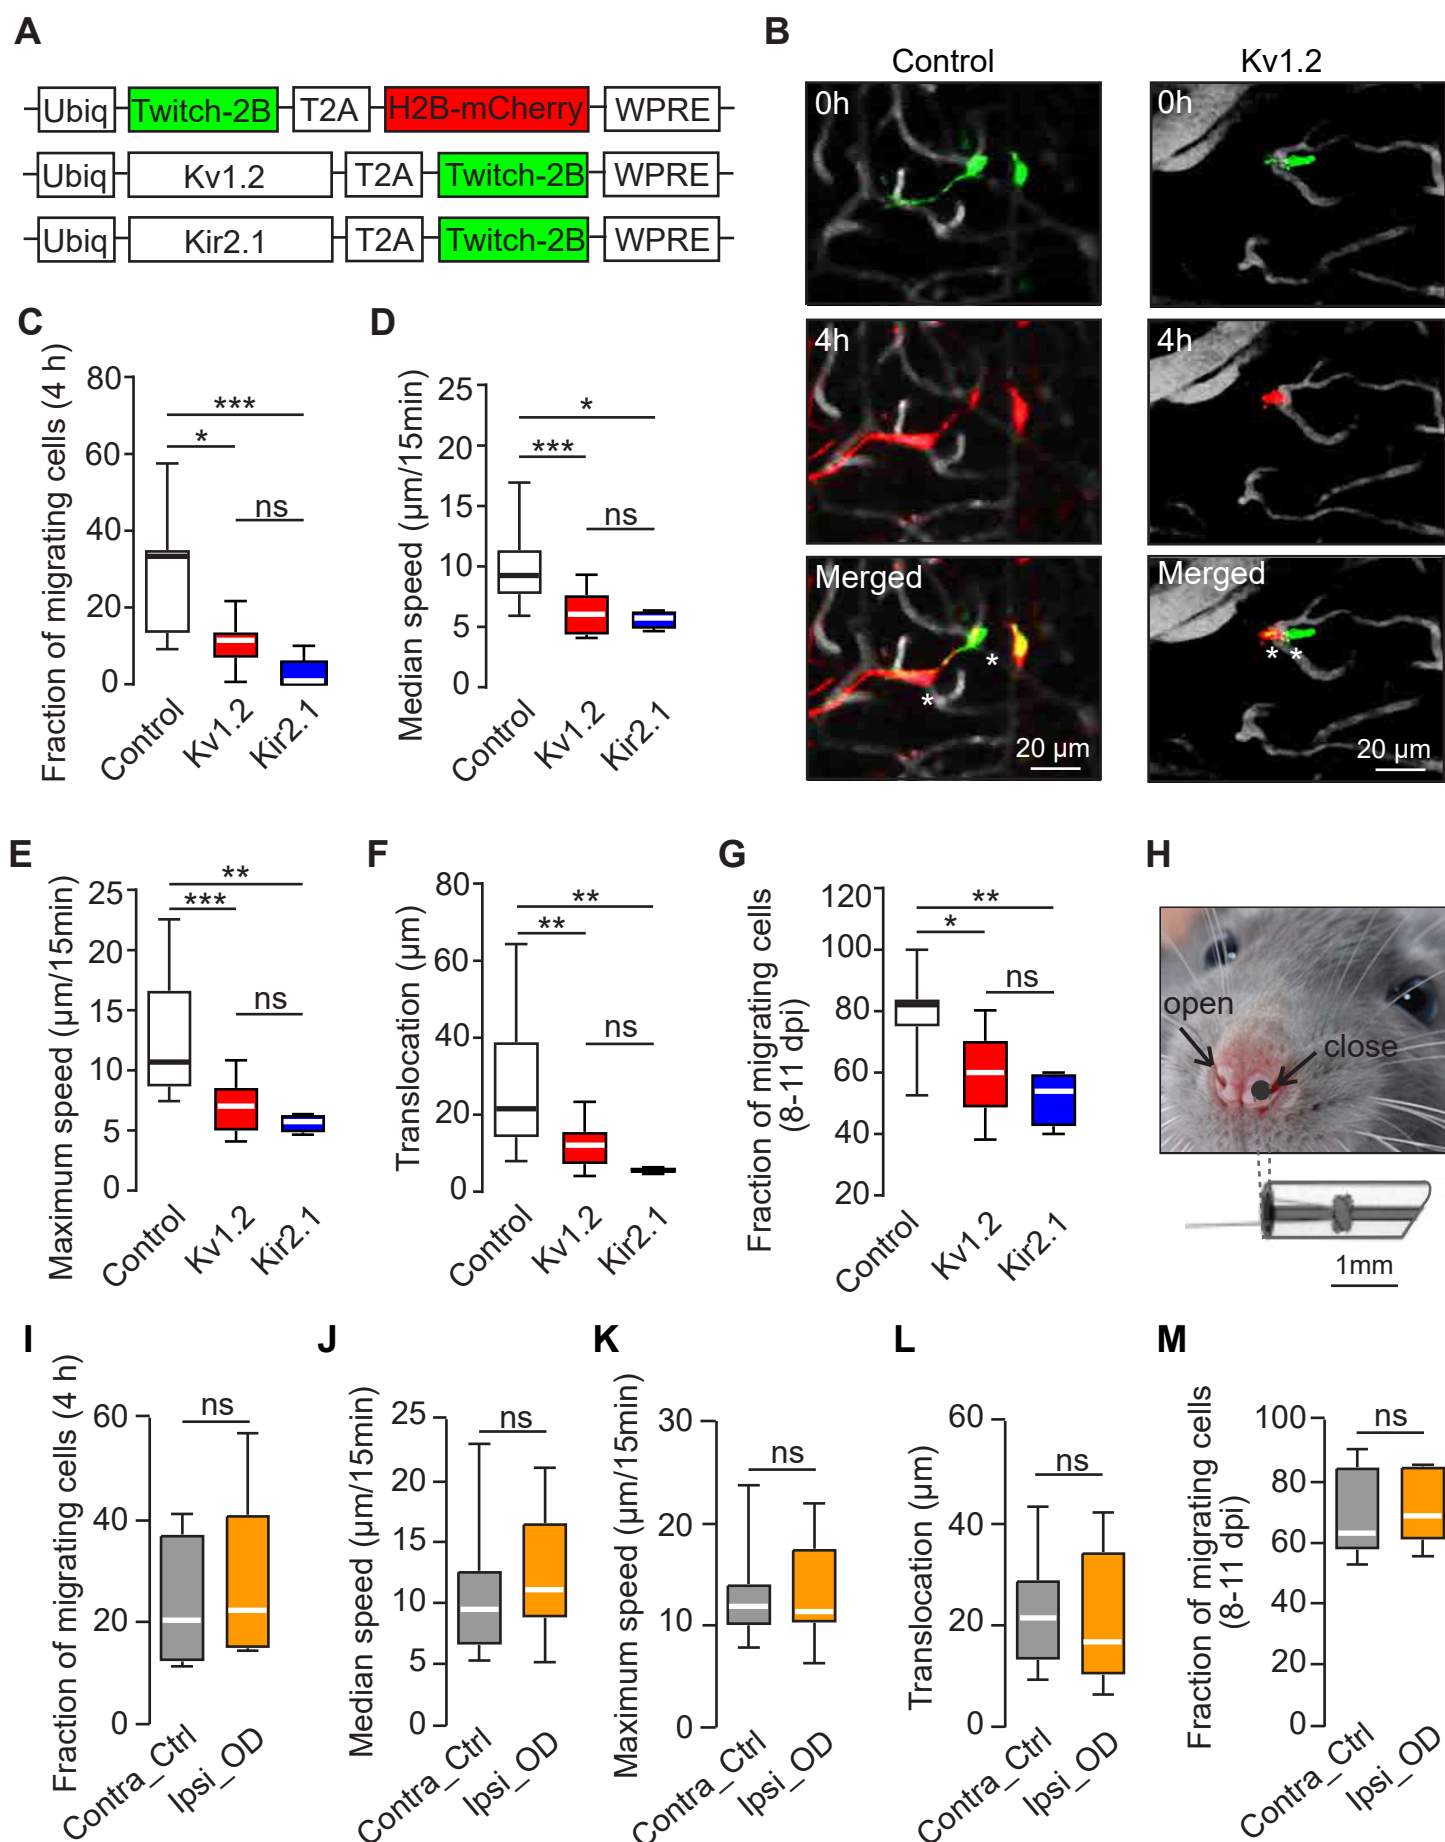 A
Ubiq Twitch-2B T2A H2B-mCherry WPRE
Ubiq Kv1.2 T2A Twitch-2B WPRE
Ubiq Kir2.1 T2A Twitch-2B WPRE
B
Control Kv1.2
0h 0h
4h 4h
Merged Merged
* * * *
20 µm 20 µm
C
Fraction of migrating cells (4 h)
80
60
40
20
0
***
*
ns
Control Kv1.2 Kir2.1
D
Median speed (µm/15min)
25
20
15
10
5
0
*
***
ns
Control Kv1.2 Kir2.1
E
Maximum speed (µm/15min)
25
20
15
10
5
0
**
***
ns
Control Kv1.2 Kir2.1
F
Translocation (µm)
80
60
40
20
0
**
**
ns
Control Kv1.2 Kir2.1
G
Fraction of migrating cells
(8-11 dpi)
120
100
80
60
40
20
**
*
ns
Control Kv1.2 Kir2.1
H
open
close
1mm
I
Fraction of migrating cells (4 h)
60
40
20
0
ns
Contra_Ctrl Ipsi_OD
J
Median speed (µm/15min)
25
20
15
10
5
0
ns
Contra_Ctrl Ipsi_OD
K
Maximum speed (µm/15min)
30
20
10
0
ns
Contra_Ctrl Ipsi_OD
L
Translocation (µm)
60
40
20
0
ns
Contra_Ctrl Ipsi_OD
M
Fraction of migrating cells
(8-11 dpi)
100
80
60
40
20
0
ns
Contra_Ctrl Ipsi_OD